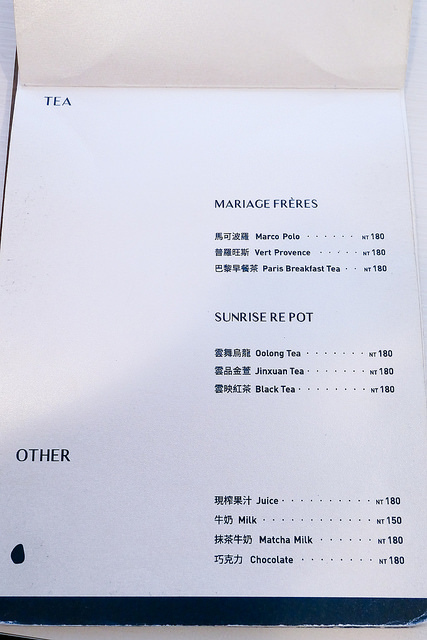 TEA
MARIAGE FRÈRES
馬可波羅 Marco Polo · · · · · · NT 180
普羅旺斯 Vert Provence · · · · · NT 180
巴黎早餐茶 Paris Breakfast Tea · · NT 180
SUNRISE RE POT
雲舞烏龍 Oolong Tea · · · · · · · NT 180
雲品金萱 Jinxuan Tea · · · · · · · NT 180
雲映紅茶 Black Tea · · · · · · · · NT 180
OTHER
現榨果汁 Juice · · · · · · · · · · NT 180
牛奶 Milk · · · · · · · · · · · · NT 150
抹茶牛奶 Matcha Milk · · · · · · NT 180
巧克力 Chocolate · · · · · · · · NT 180